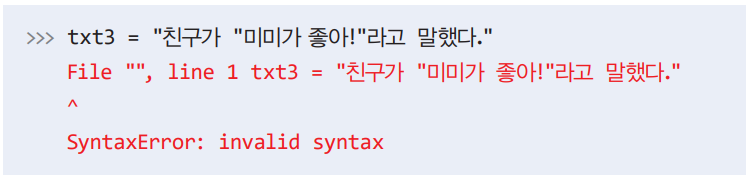 >>> txt3 = "친구가 "미미가 좋아!"라고 말했다."
File "", line 1 txt3 = "친구가 "미미가 좋아!"라고 말했다."
^
SyntaxError: invalid syntax